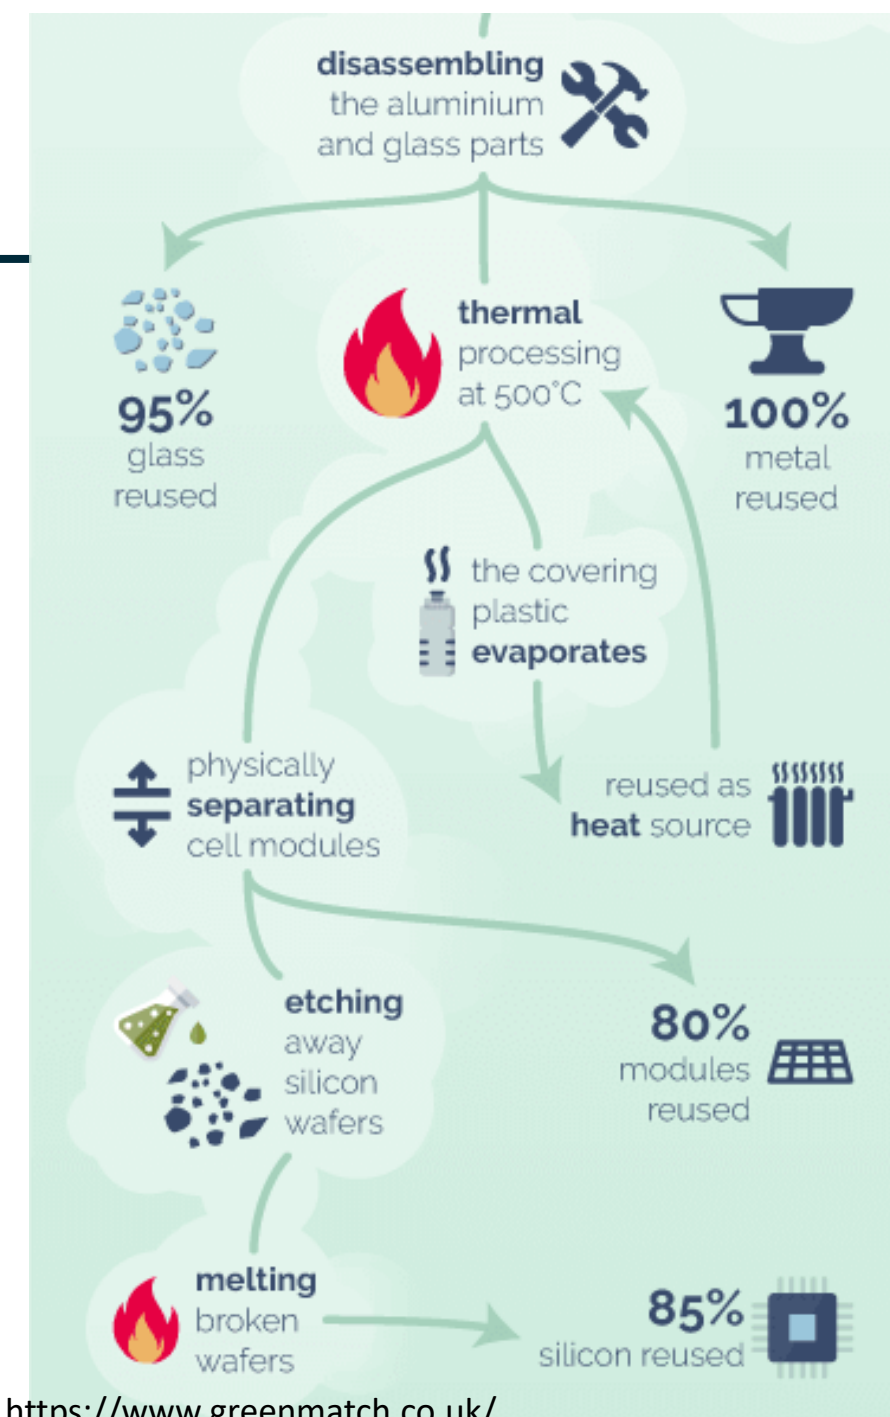 disassembling
the aluminium
and glass parts
95%
glass
reused
thermal
processing
at 500°C
100%
metal
reused
the covering
plastic
evaporates
physically
separating
cell modules
reused as
heat source
etching
away
silicon
wafers
80%
modules
reused
melting
broken
wafers
85%
silicon reused
https://www.greenmatch.co.uk/